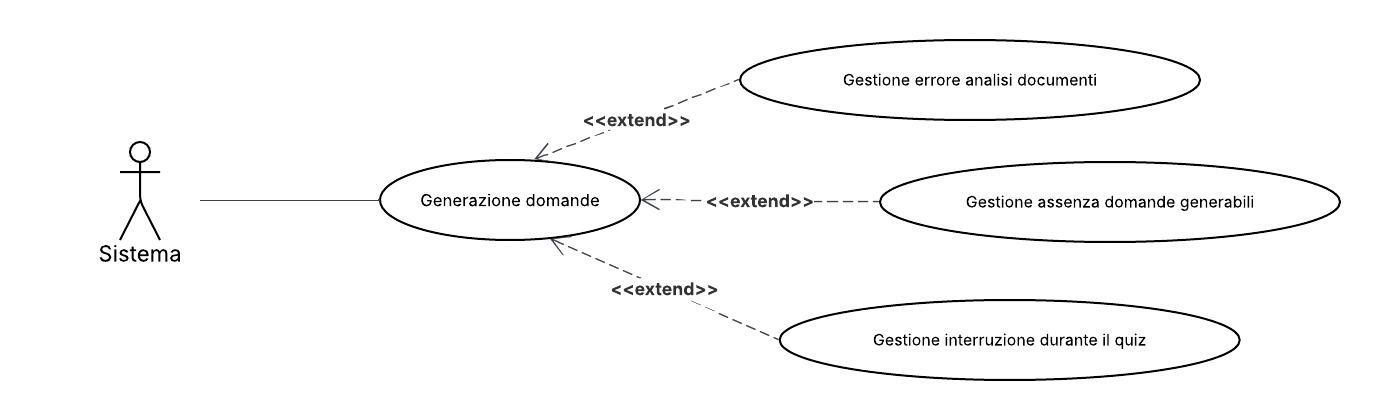 Gestione errore analisi documenti
<<extend>>
Generazione domande
<<extend>>
Gestione assenza domande generabili
Sistema
<<extend>>
Gestione interruzione durante il quiz